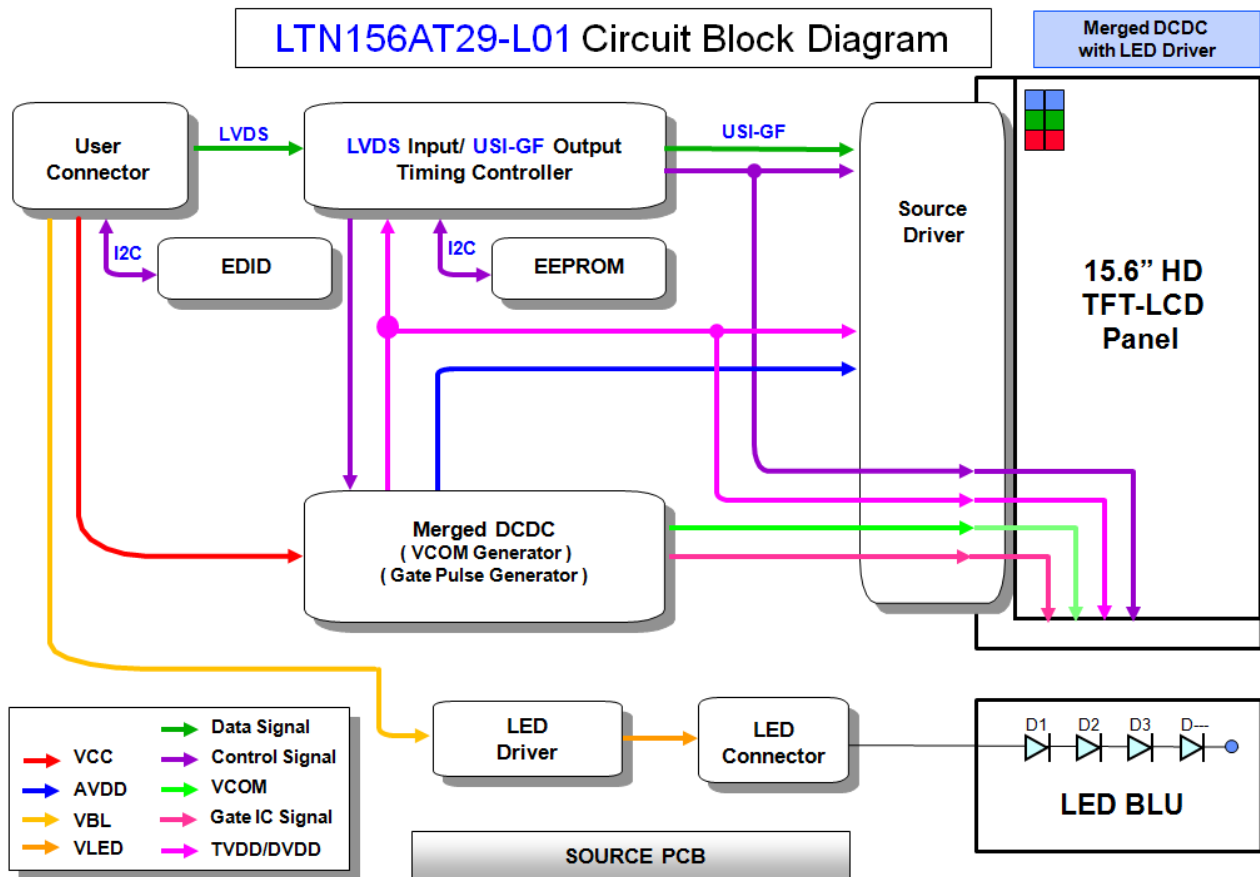 LTN156AT29-L01 Circuit Block Diagram
Merged DCDC
with LED Driver
User
Connector
LVDS
LVDS Input/ USI-GF Output
Timing Controller
USI-GF
Source
Driver
15.6” HD
TFT-LCD
Panel
I2C
EDID
I2C
EEPROM
Merged DCDC
( VCOM Generator )
( Gate Pulse Generator )
LED
Driver
LED
Connector
D1 D2 D3 D---
LED BLU
VCC
AVDD
VBL
VLED
Data Signal
Control Signal
VCOM
Gate IC Signal
TVDD/DVDD
SOURCE PCB